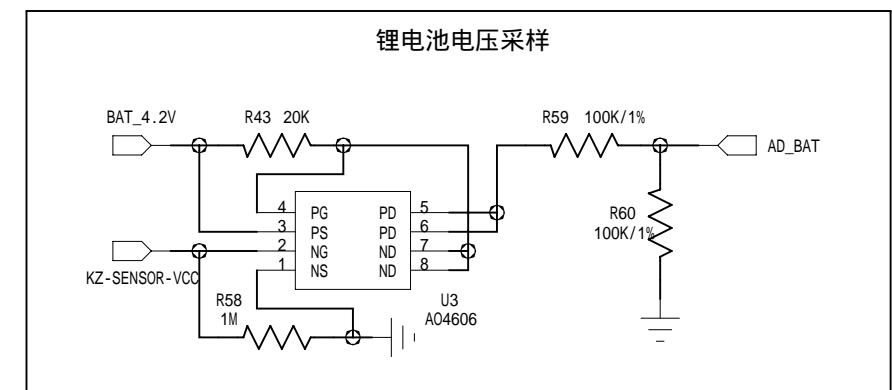 锂电池电压采样
BAT_4.2V
R43 20K
R59 100K/1%
AD_BAT
4 PG PD 5
3 PS PD 6
2 NG ND 7
1 NS ND 8
R60
100K/1%
KZ-SENSOR-VCC
R58
1M
U3
AO4606